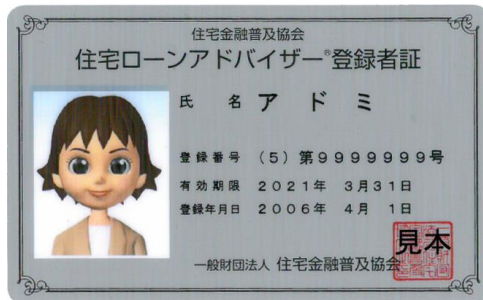 住宅金融普及協会
住宅ローンアドバイザー®登録者証
氏 名 ア ド ミ
登録番号 (5) 第9999999号
有効期限 2021年 3月31日
登録年月日 2006年 4月 1日
一般財団法人 住宅金融普及協会
見本